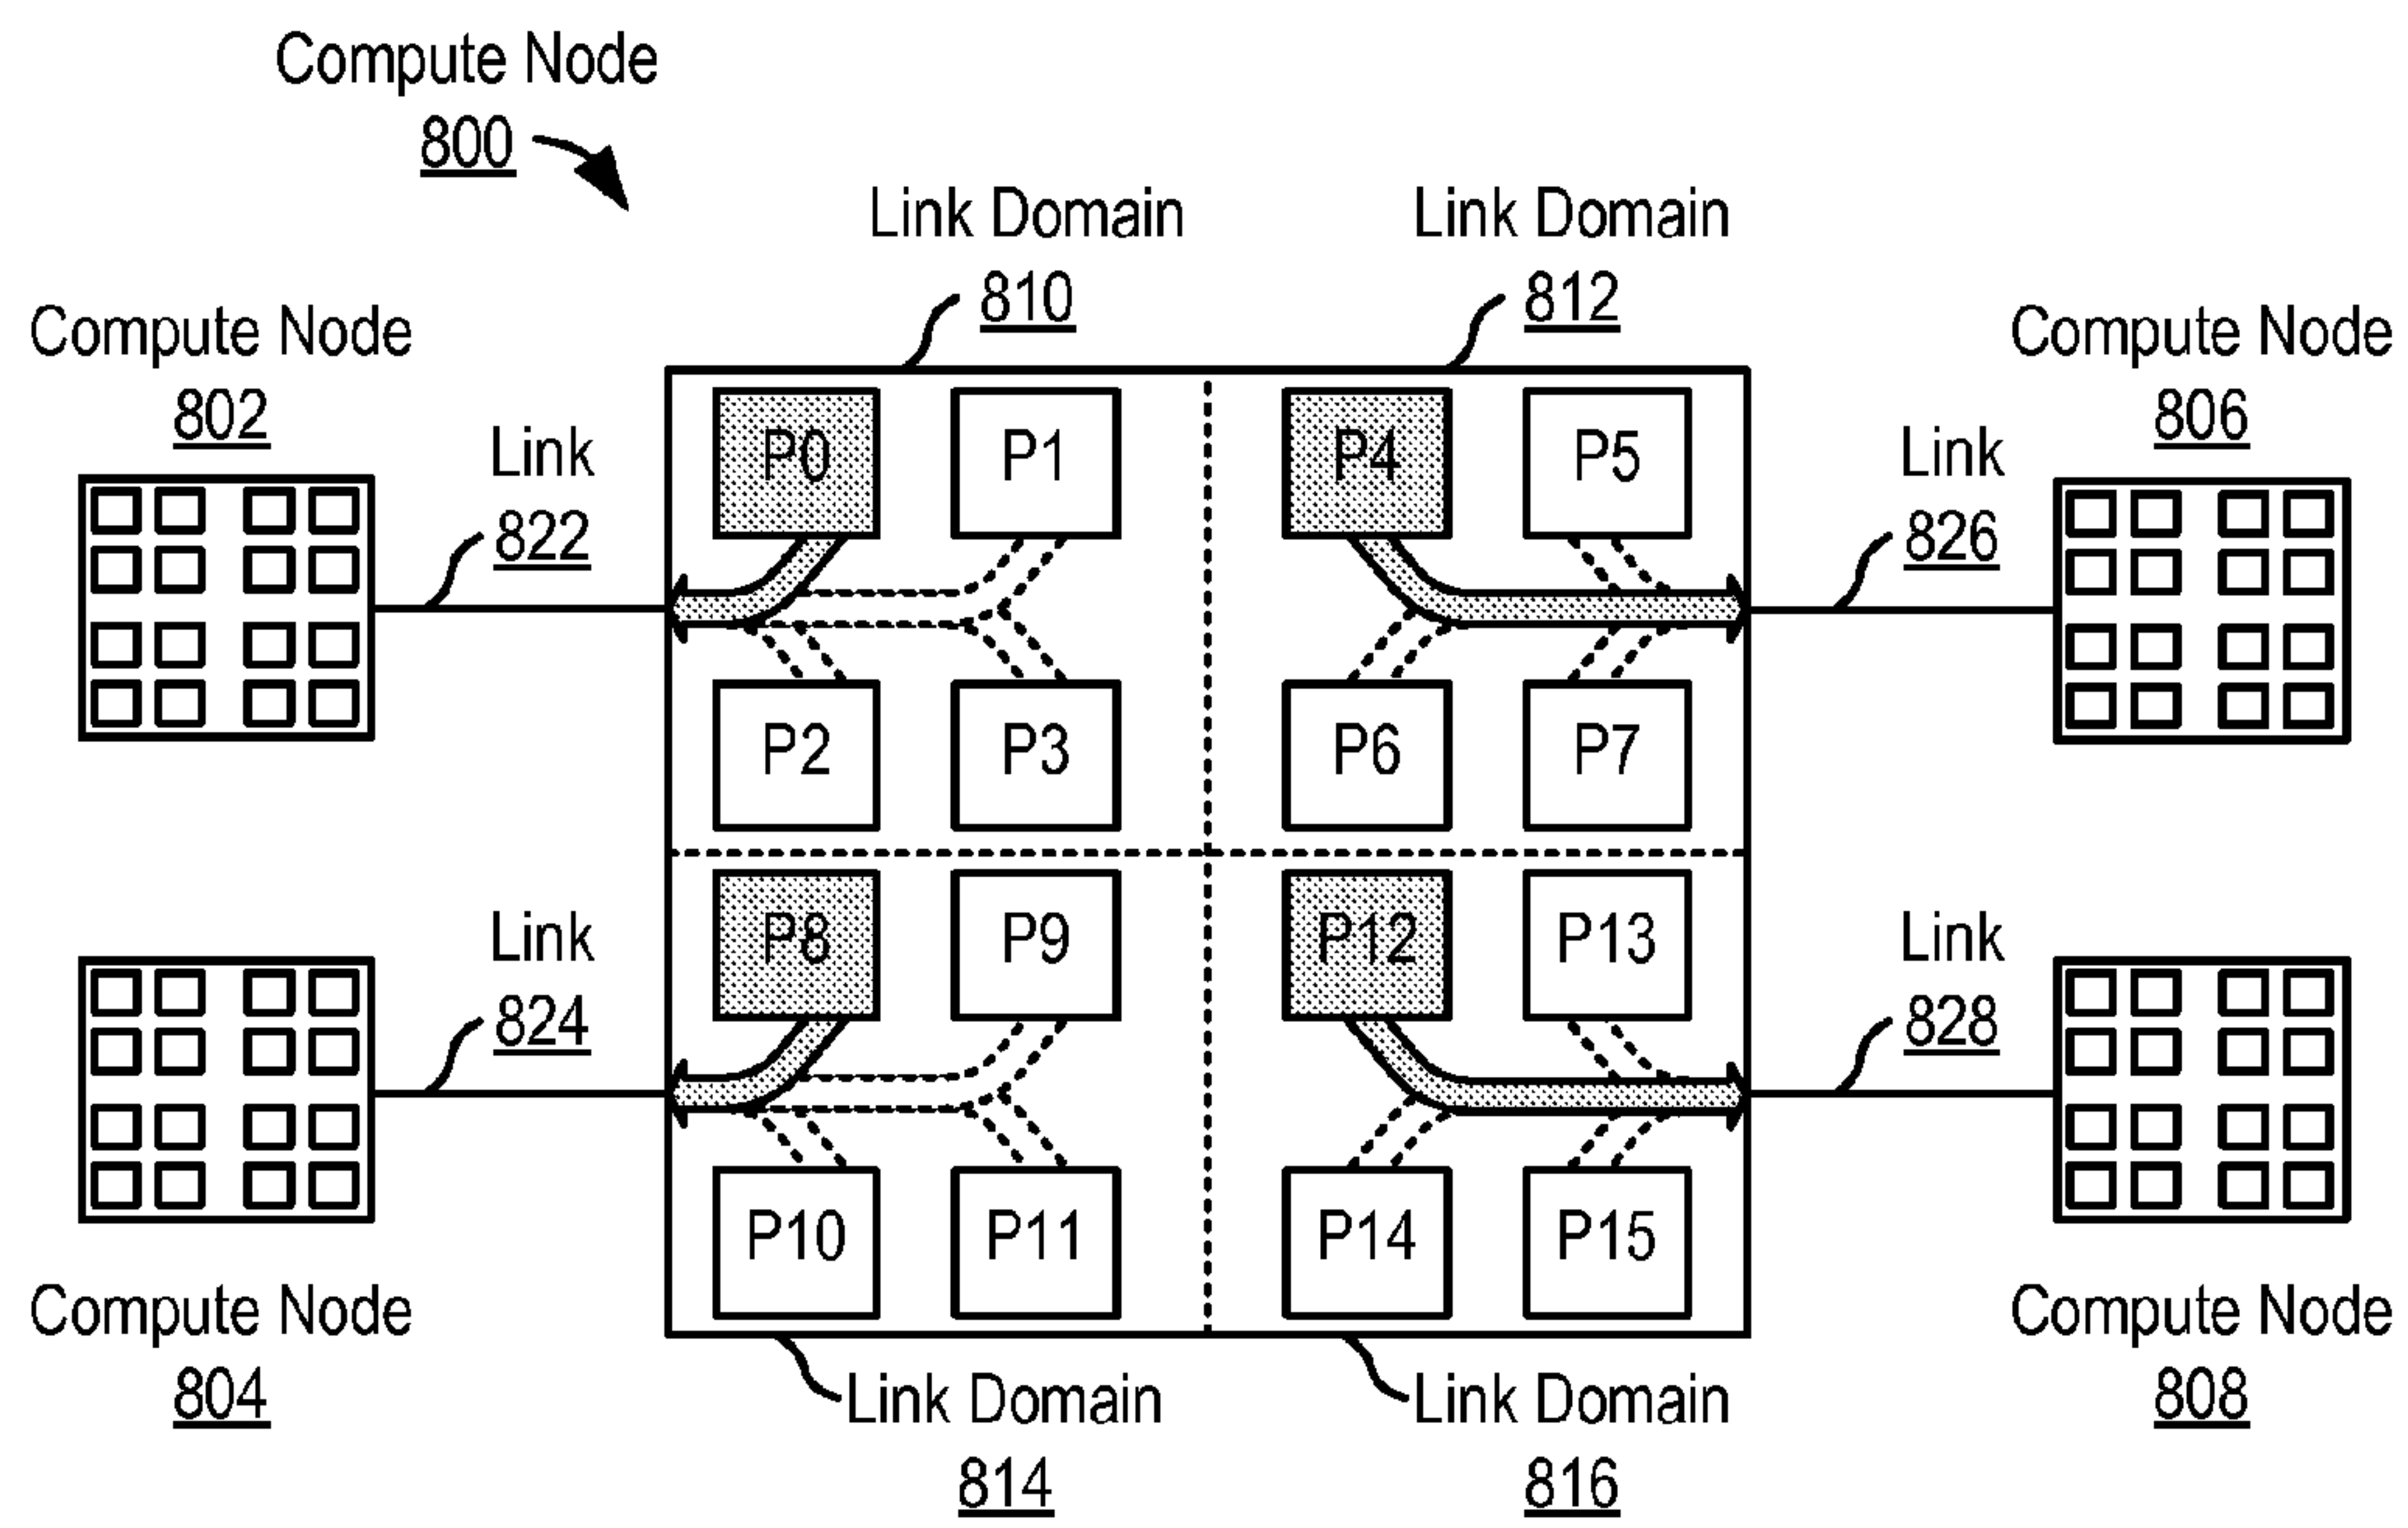 Compute Node
800
Link Domain
810
Link Domain
812
Compute Node
802
Compute Node
806
Link
822
Link
826
P0
P1
P4
P5
P2
P3
P6
P7
Link
824
Link
828
P8
P9
P12
P13
P10
P11
P14
P15
Compute Node
804
Compute Node
808
Link Domain
814
Link Domain
816